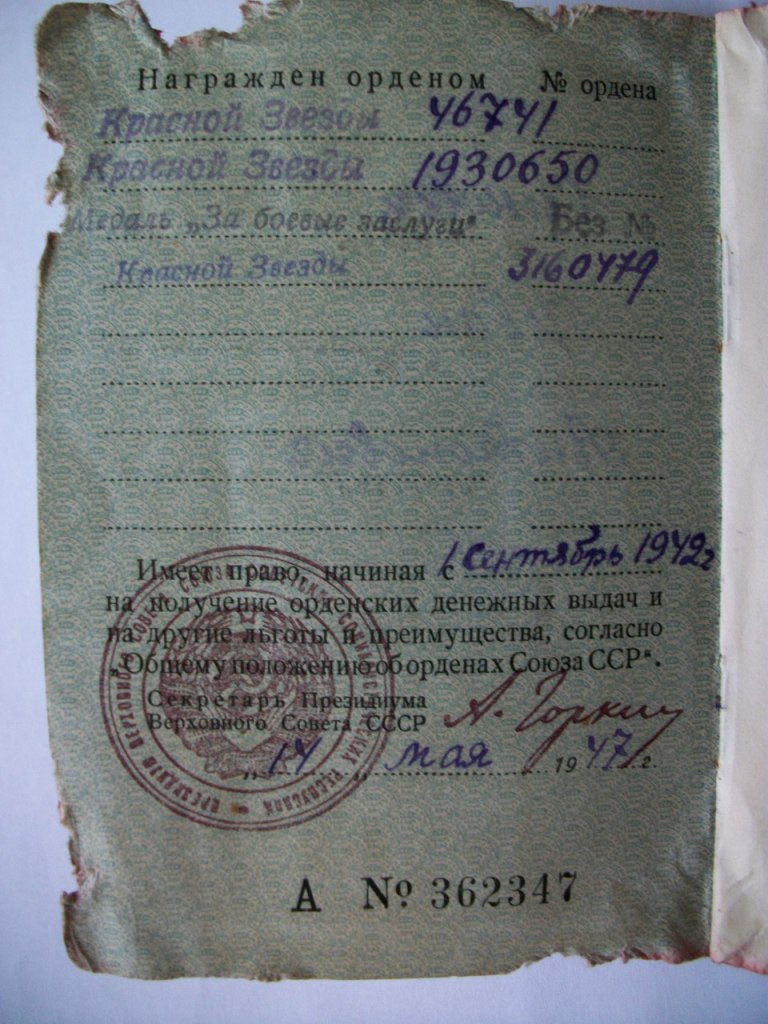 Награжден орденом № ордена
Красной Звезды 46741
Красной Звезды 1930650
Медаль „За боевые заслуги" Без №
Красной Звезды 3160479
Имеет право, начиная с 1 сентябрь 1942 г
на получение орденских денежных выдач и
на другие льготы и преимущества, согласно
„Общему положению об орденах Союза ССР".
Секретарь Президиума
Верховного Совета СССР А. Горкин
„14" мая 1947 г.
А № 362347